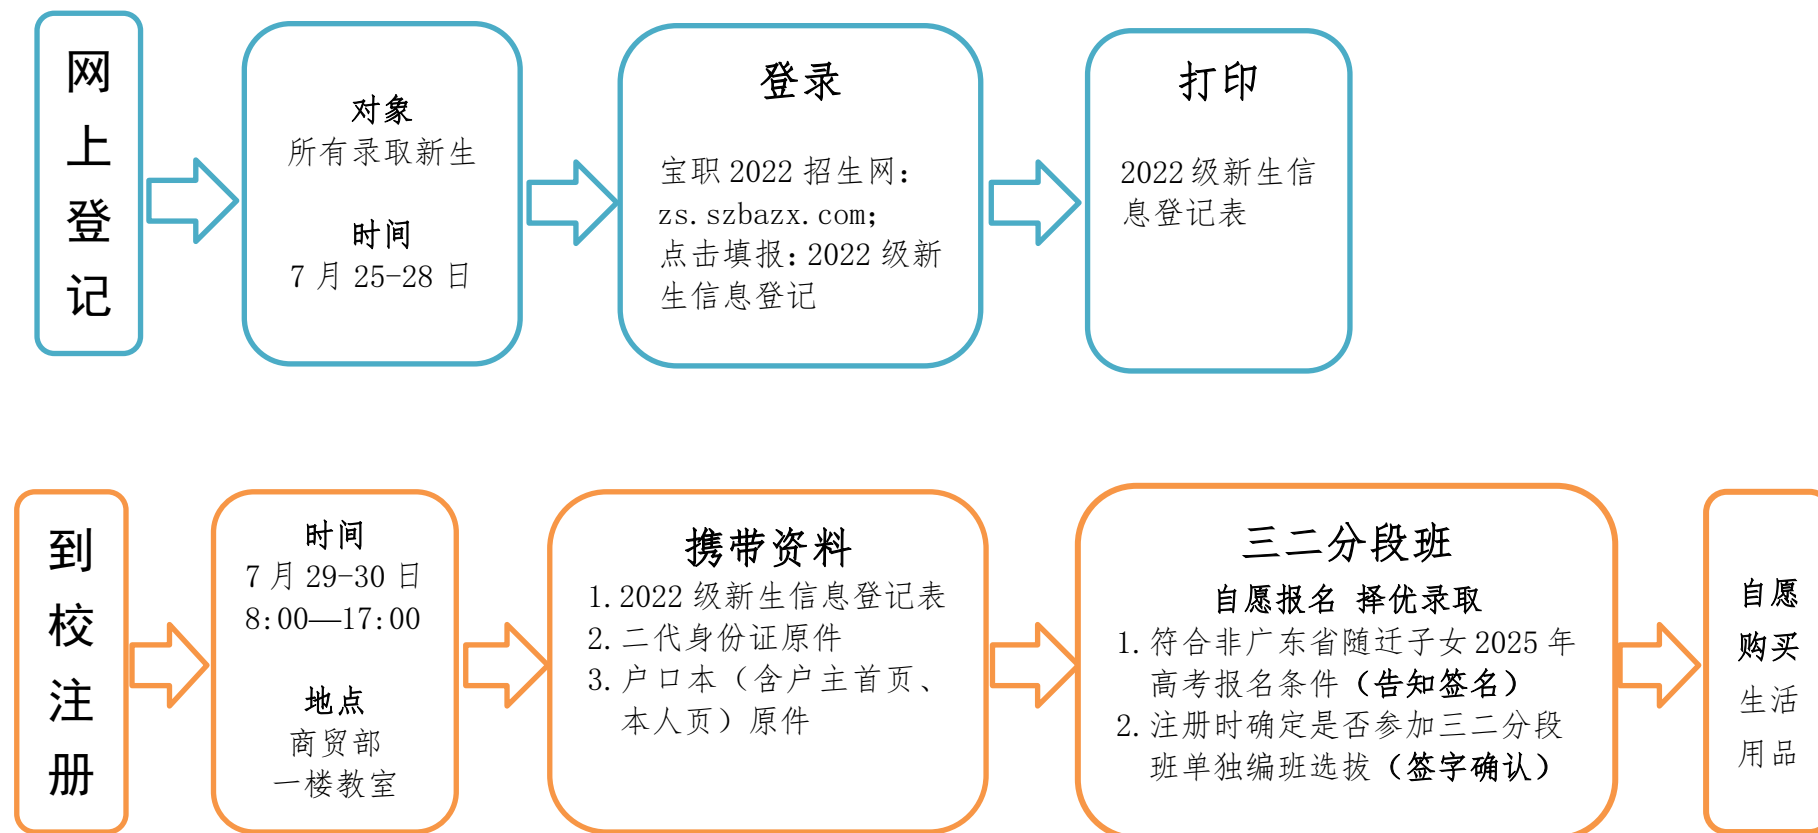 网
上
登
记
对象
所有录取新生
时间
7月25-28日
登录
宝职2022招生网：
zs.szbazx.com；
点击填报：2022级新
生信息登记
打印
2022级新生信
息登记表
到
校
注
册
时间
7月29-30日
8:00—17:00
地点
商贸部
一楼教室
携带资料
1.2022级新生信息登记表
2.二代身份证原件
3.户口本（含户主首页、
本人页）原件
三二分段班
自愿报名 择优录取
1.符合非广东省随迁子女2025年
高考报名条件（告知签名）
2.注册时确定是否参加三二分段
班单独编班选拔（签字确认）
自愿
购买
生活
用品